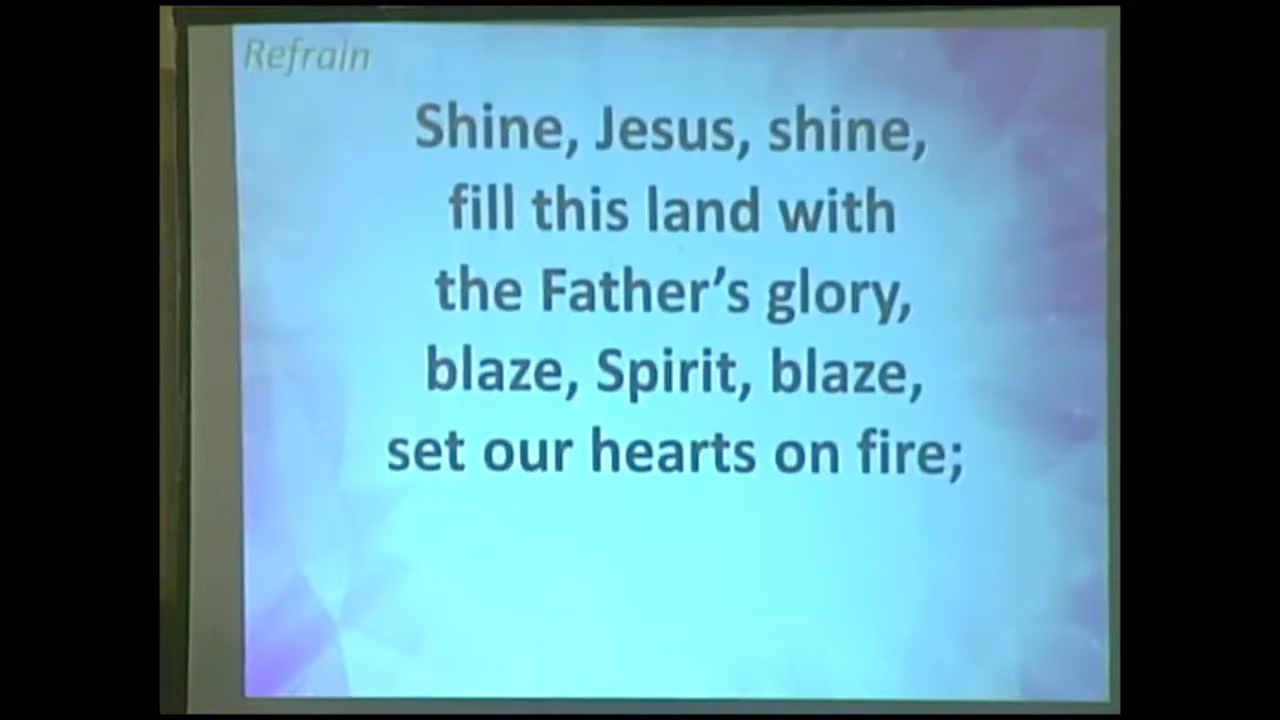 Refrain
Shine, Jesus, shine,
fill this land with
the Father’s glory,
blaze, Spirit, blaze,
set our hearts on fire;